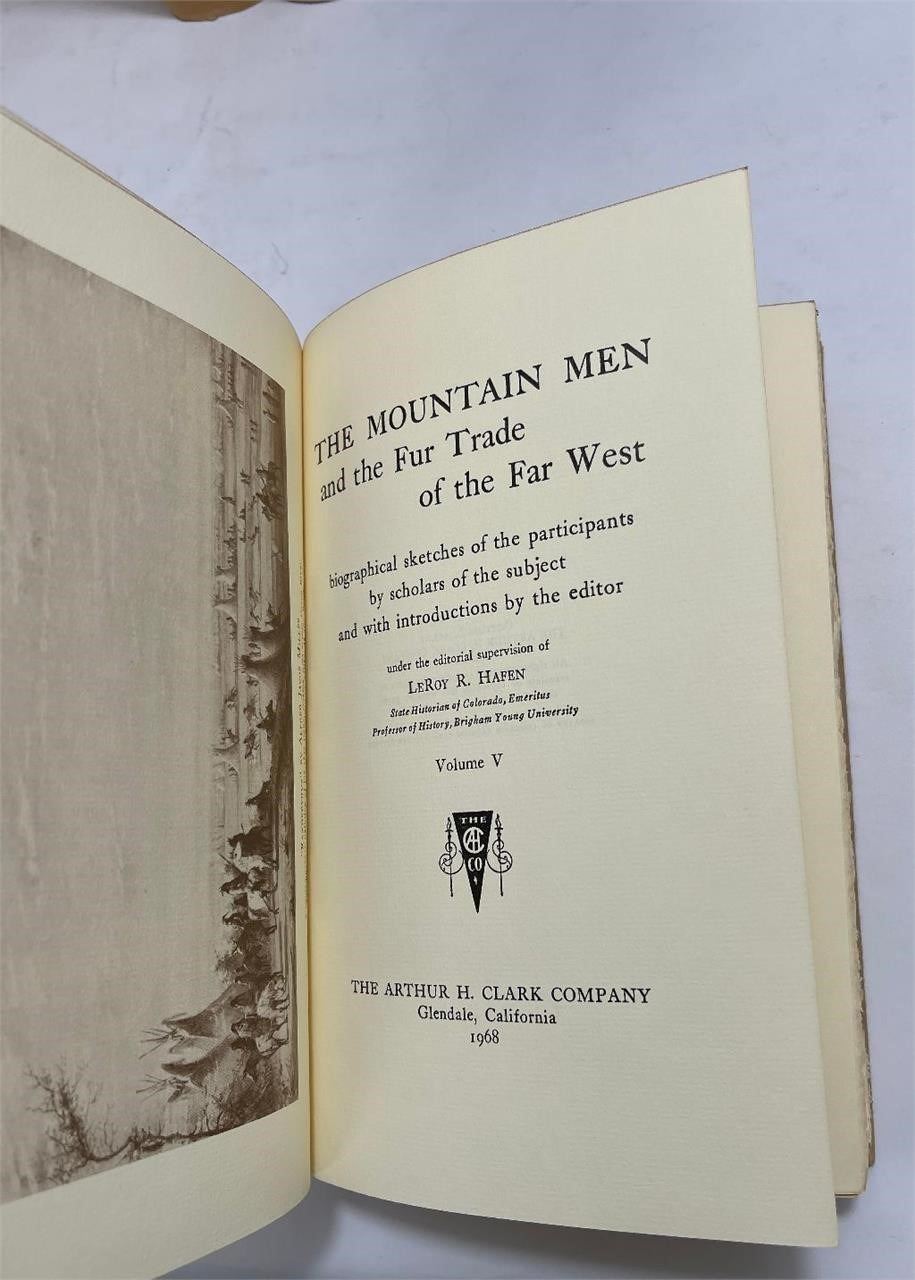 THE MOUNTAIN MEN
and the Fur Trade
of the Far West
biographical sketches of the participants
by scholars of the subject
and with introductions by the editor
under the editorial supervision of
LEROY R. HAFEN
State Historian of Colorado, Emeritus
Professor of History, Brigham Young University
Volume V
THE
AHC
CO
THE ARTHUR H. CLARK COMPANY
Glendale, California
1968